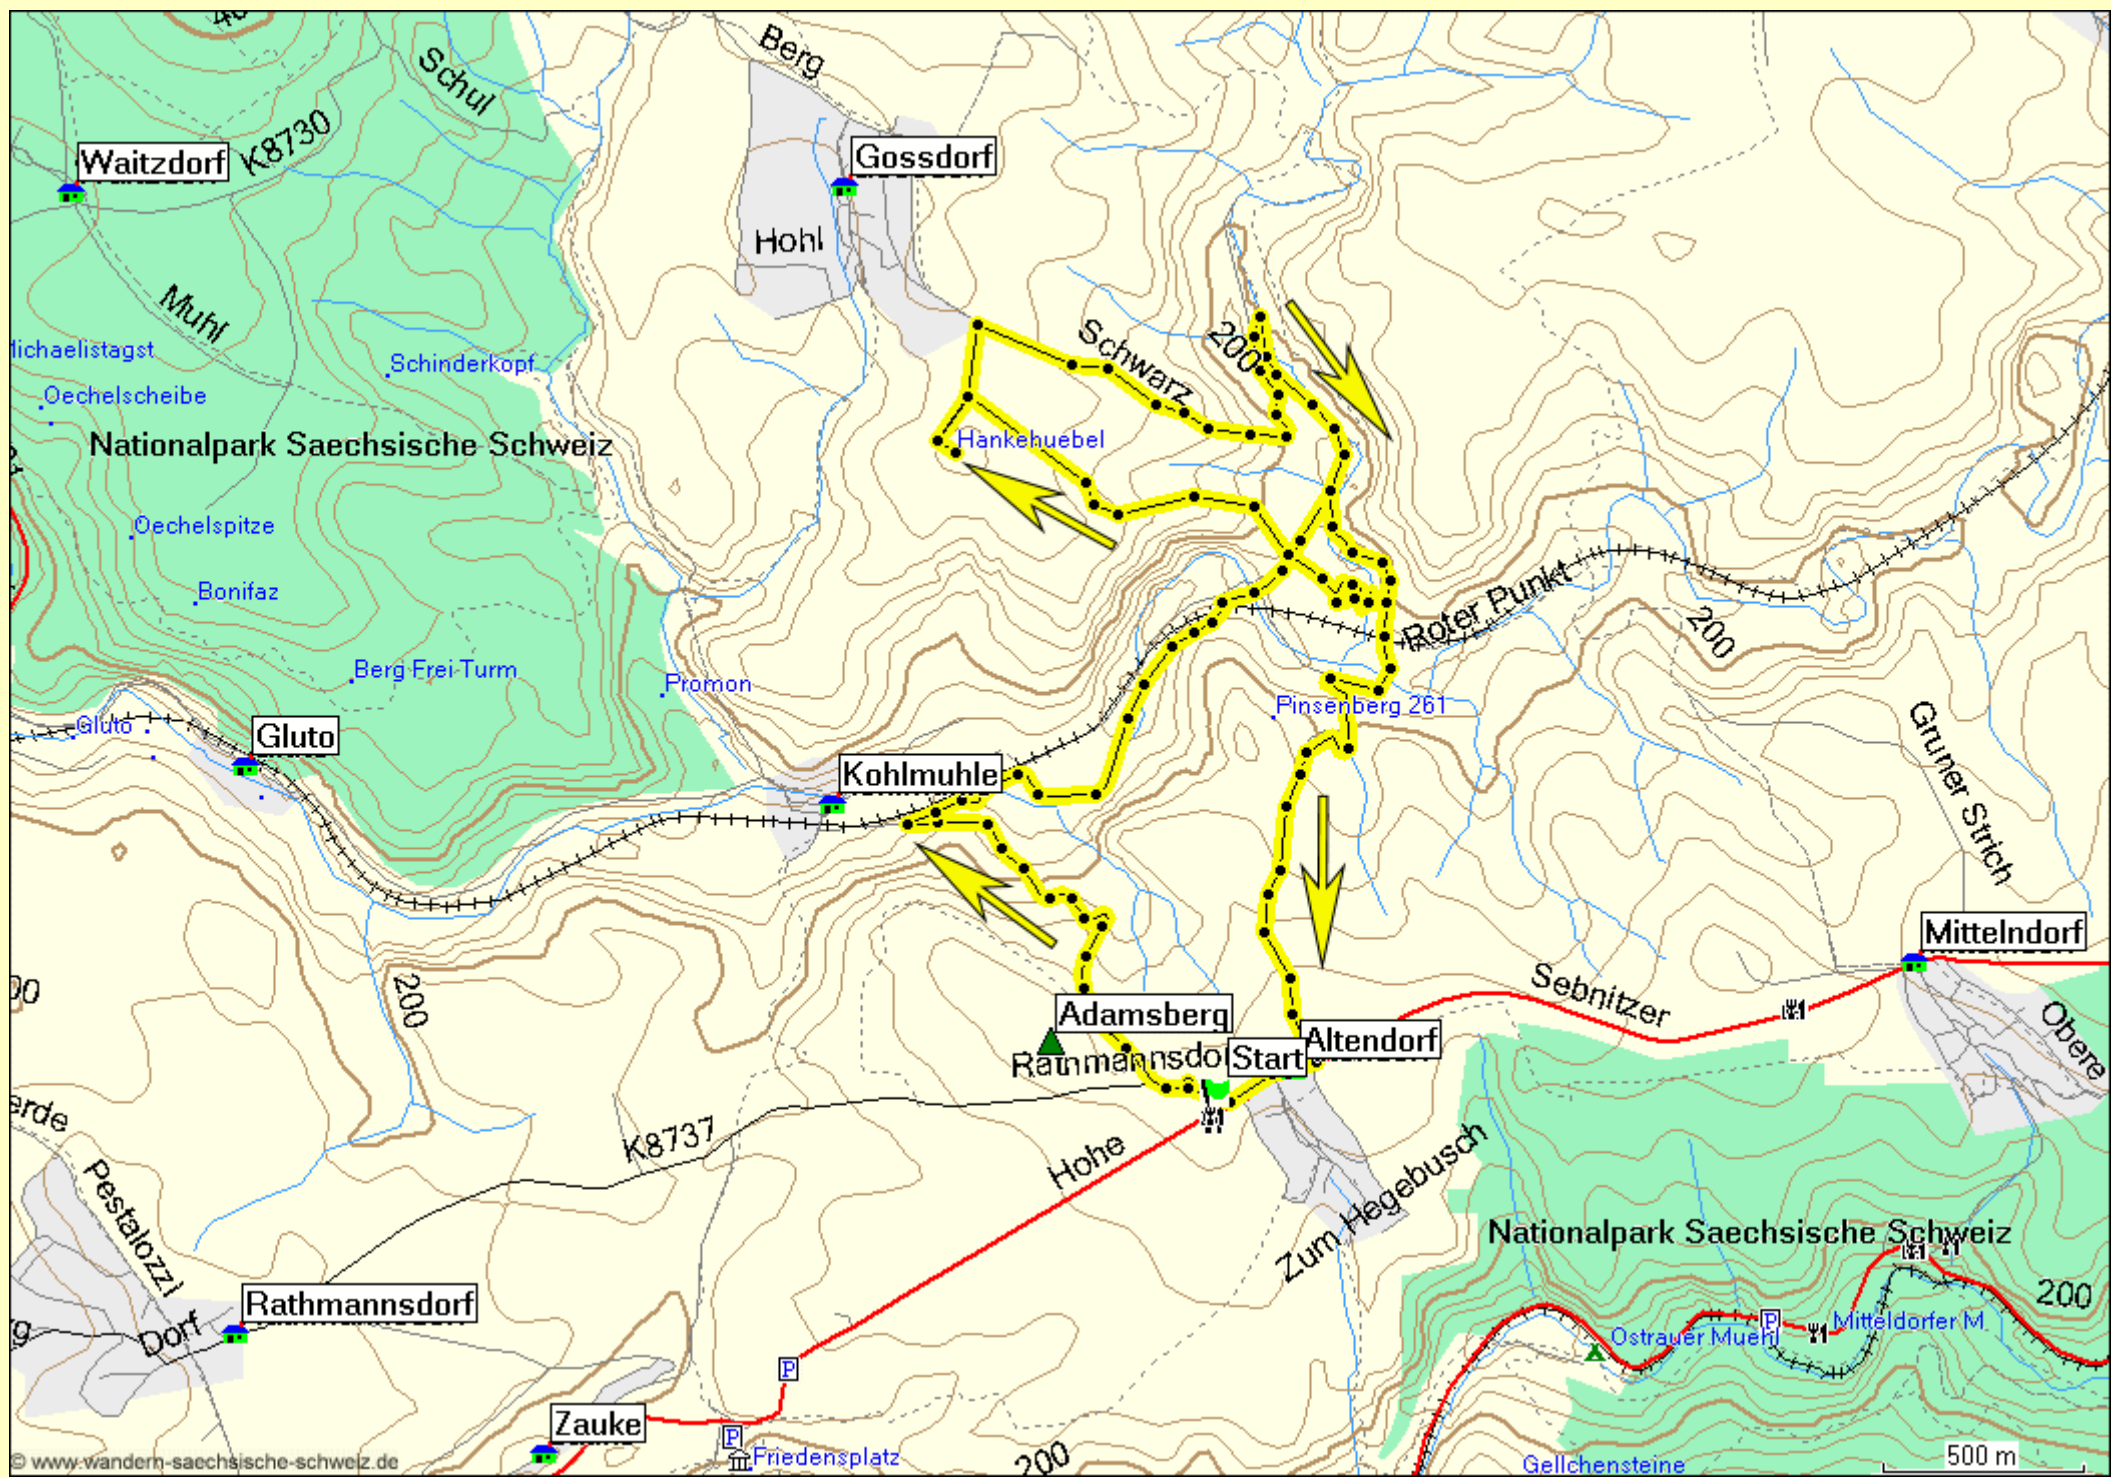 Berg
Schul
K8730
Waitzdorf
Gossdorf
Hohl
Muhl
Schwarz
200
Schinderkopf
Oechelscheibe
Nationalpark Saechsische Schweiz
Hankehuebel
Oechelspitze
Bonifaz
Roter Punkt
200
Berg Frei Turm
Promon
Pinsenberg 261
Gluto
Gluto
Kohlmuhle
Gruner Strich
Mittelndorf
200
Sebnitzer
Obere
Adamsberg
Altendorf
Start
K8737
Hohe
Zum Hegebusch
Pestalozzi
Nationalpark Saechsische Schweiz
200
Rathmannsdorf
Dorf
P
Mitteldorfer M
Ostrauer Muehl
P
Zauke
P
Friedensplatz
200
Gellchensteine
500 m
© www.wandern-saechsische-schweiz.de